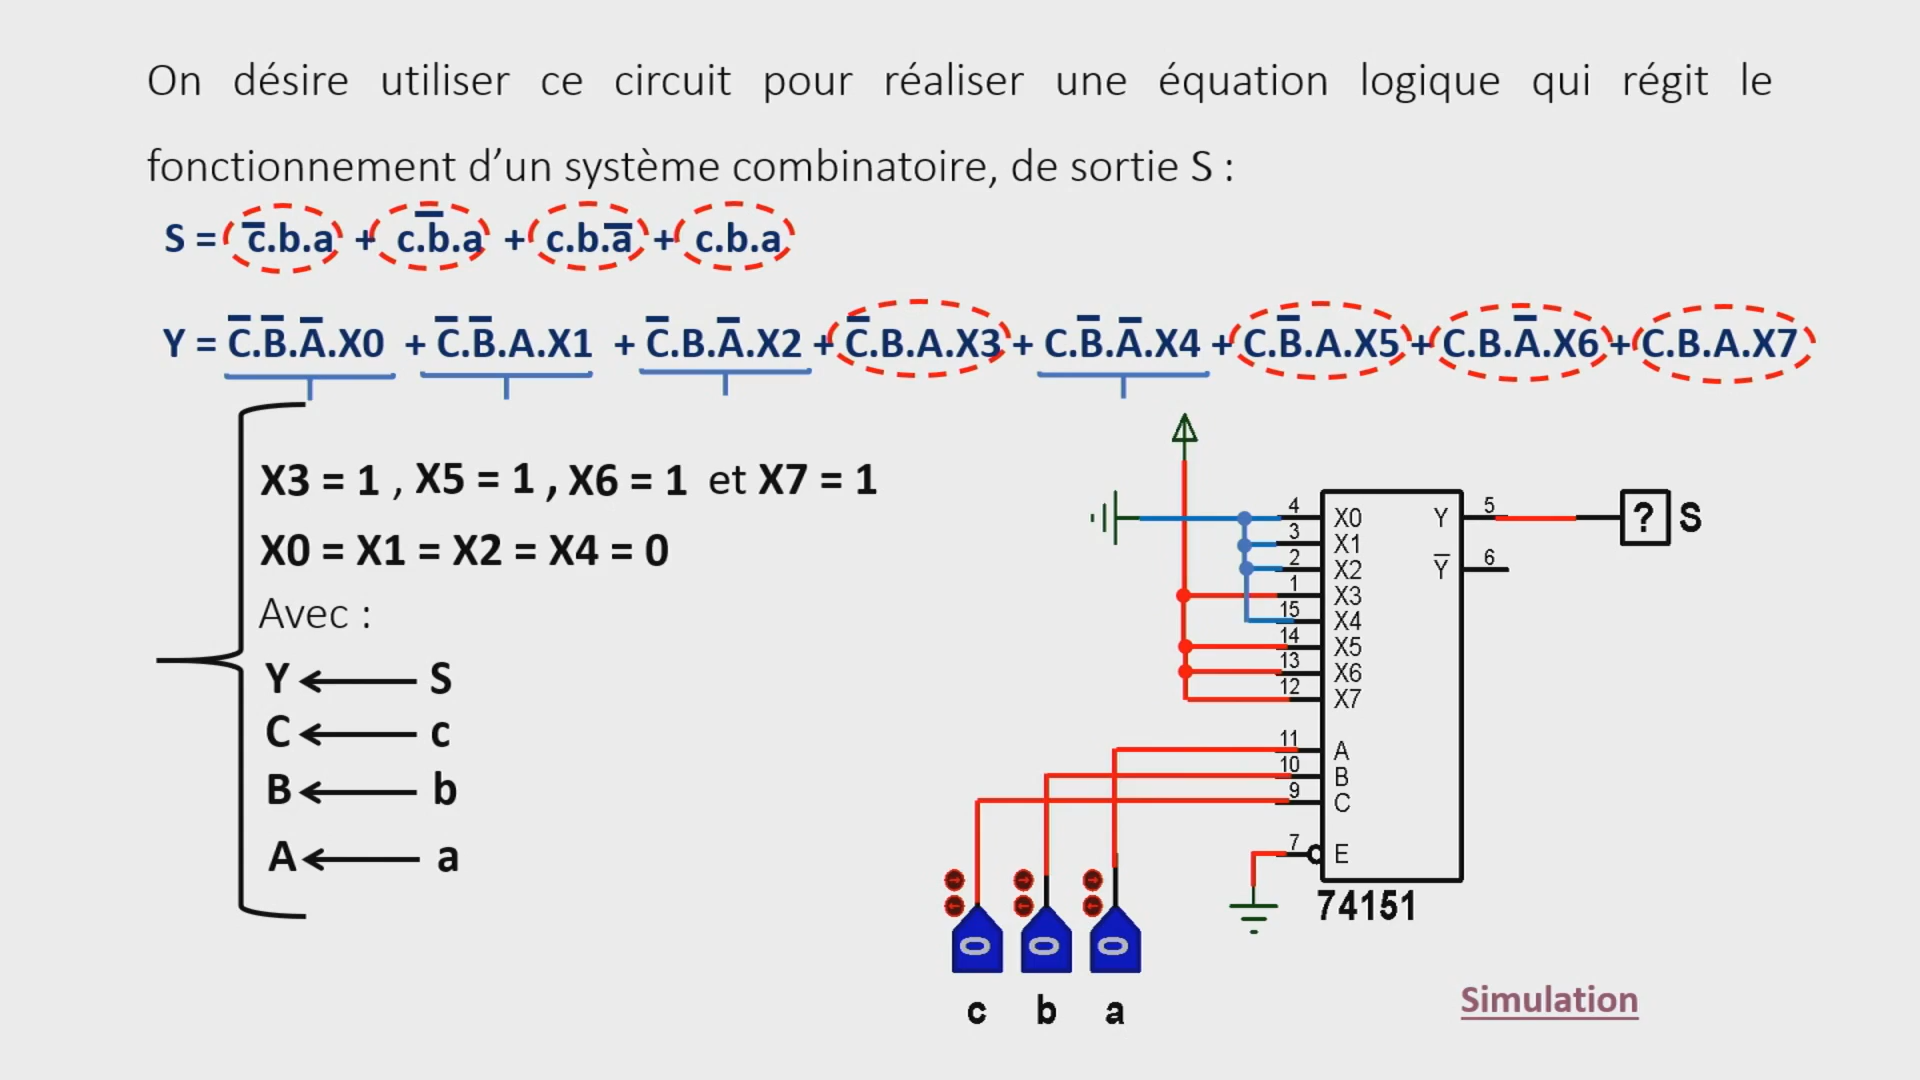 On désire utiliser ce circuit pour réaliser une équation logique qui régit le
fonctionnement d’un système combinatoire, de sortie S :
S = c̅.b.a + c.b̅.a + c.b.a̅ + c.b.a
Y = C̅.B̅.A̅.X0 + C̅.B̅.A.X1 + C̅.B.A̅.X2 + C̅.B.A.X3 + C.B̅.A̅.X4 + C.B̅.A.X5 + C.B.A̅.X6 + C.B.A.X7
X3 = 1 , X5 = 1 , X6 = 1 et X7 = 1
X0 = X1 = X2 = X4 = 0
Avec :
Y ← S
C ← c
B ← b
A ← a
4 X0 Y 5 ? S
3 X1
2 X2 Y̅ 6
1 X3
15 X4
14 X5
13 X6
12 X7
11 A
10 B
9 C
7 E
74151
0 0 0
c b a
Simulation